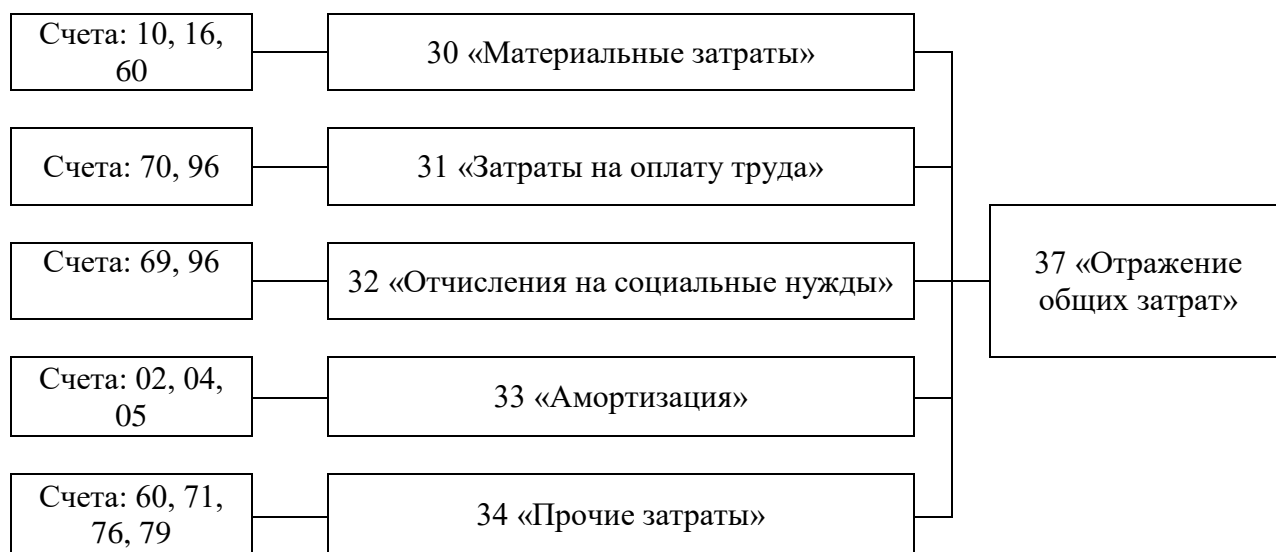 Счета: 10, 16,
60
30 «Материальные затраты»
Счета: 70, 96
31 «Затраты на оплату труда»
Счета: 69, 96
32 «Отчисления на социальные нужды»
37 «Отражение
общих затрат»
Счета: 02, 04,
05
33 «Амортизация»
Счета: 60, 71,
76, 79
34 «Прочие затраты»